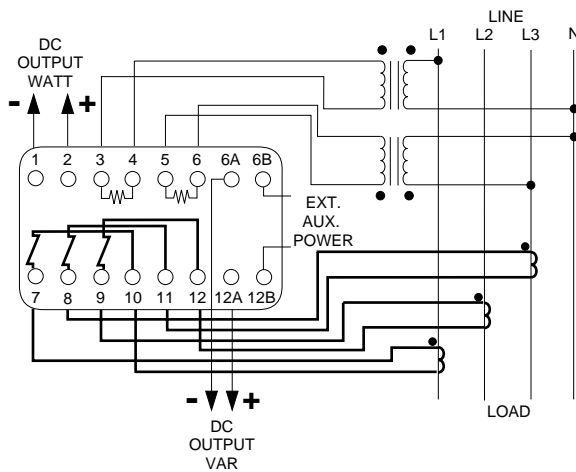 LINE
L1 L2 L3 N
DC
OUTPUT
WATT
- +
1 2 3 4 5 6 6A 6B
EXT.
AUX.
POWER
7 8 9 10 11 12 12A 12B
- +
DC
OUTPUT
VAR
LOAD